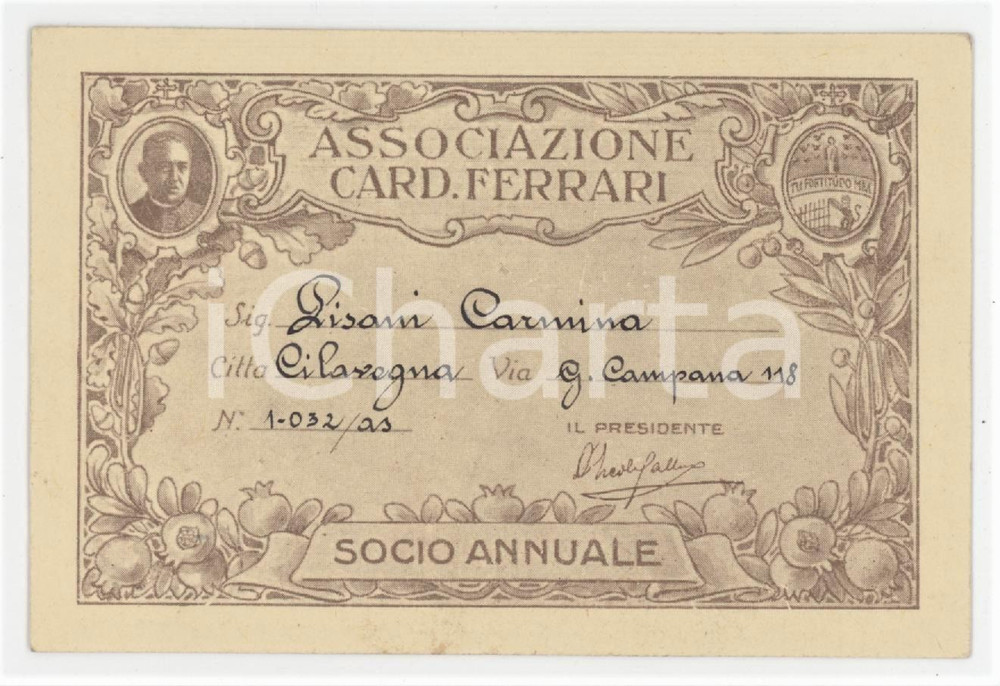 ASSOCIAZIONE
CARD. FERRARI
TU FORTITUDO MEA
Sig. Pisani Carmina
Città Cilavegna Via G. Campana 118
N.° 1-032/as
IL PRESIDENTE
SOCIO ANNUALE
iCharta